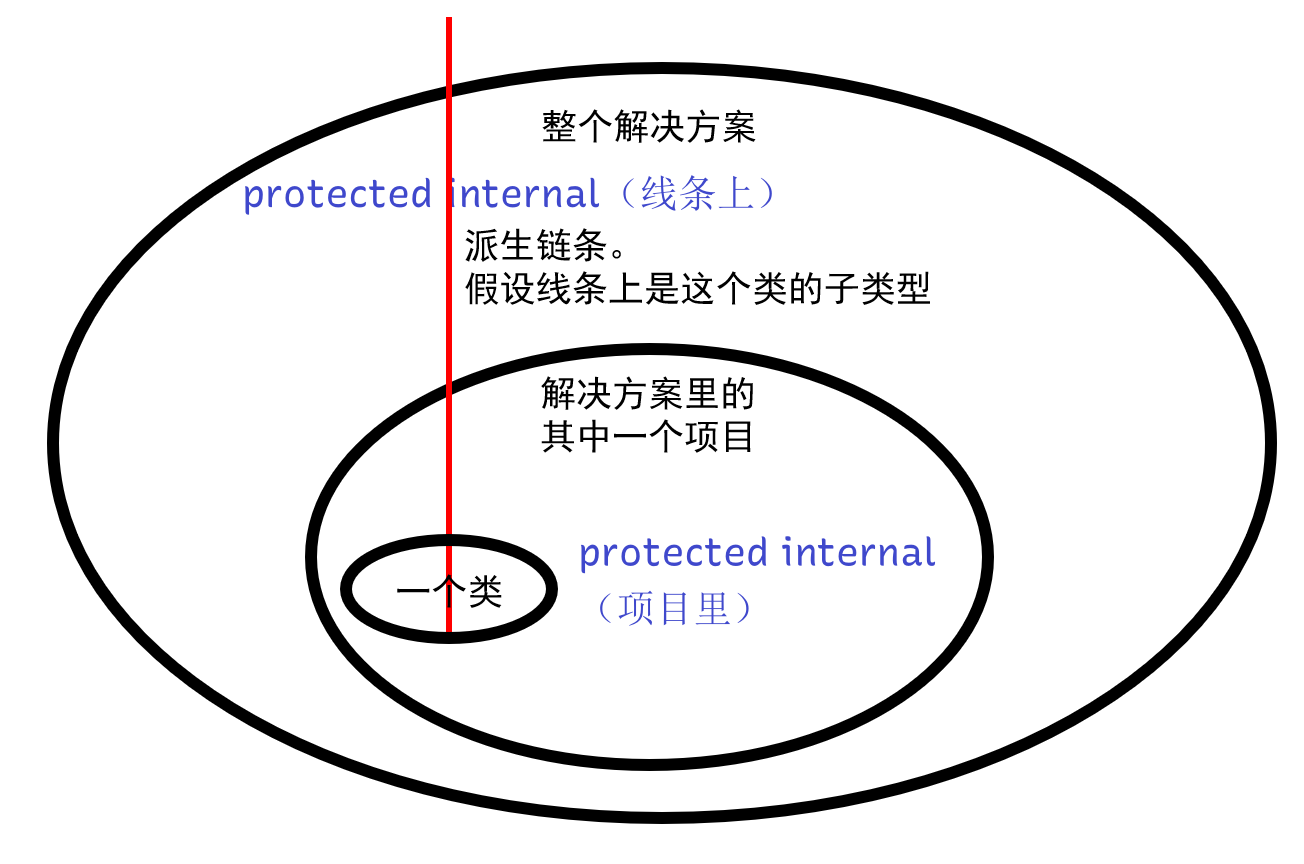 整个解决方案
protected internal（线条上）
派生链条。
假设线条上是这个类的子类型
解决方案里的
其中一个项目
protected internal
（项目里）
一个类